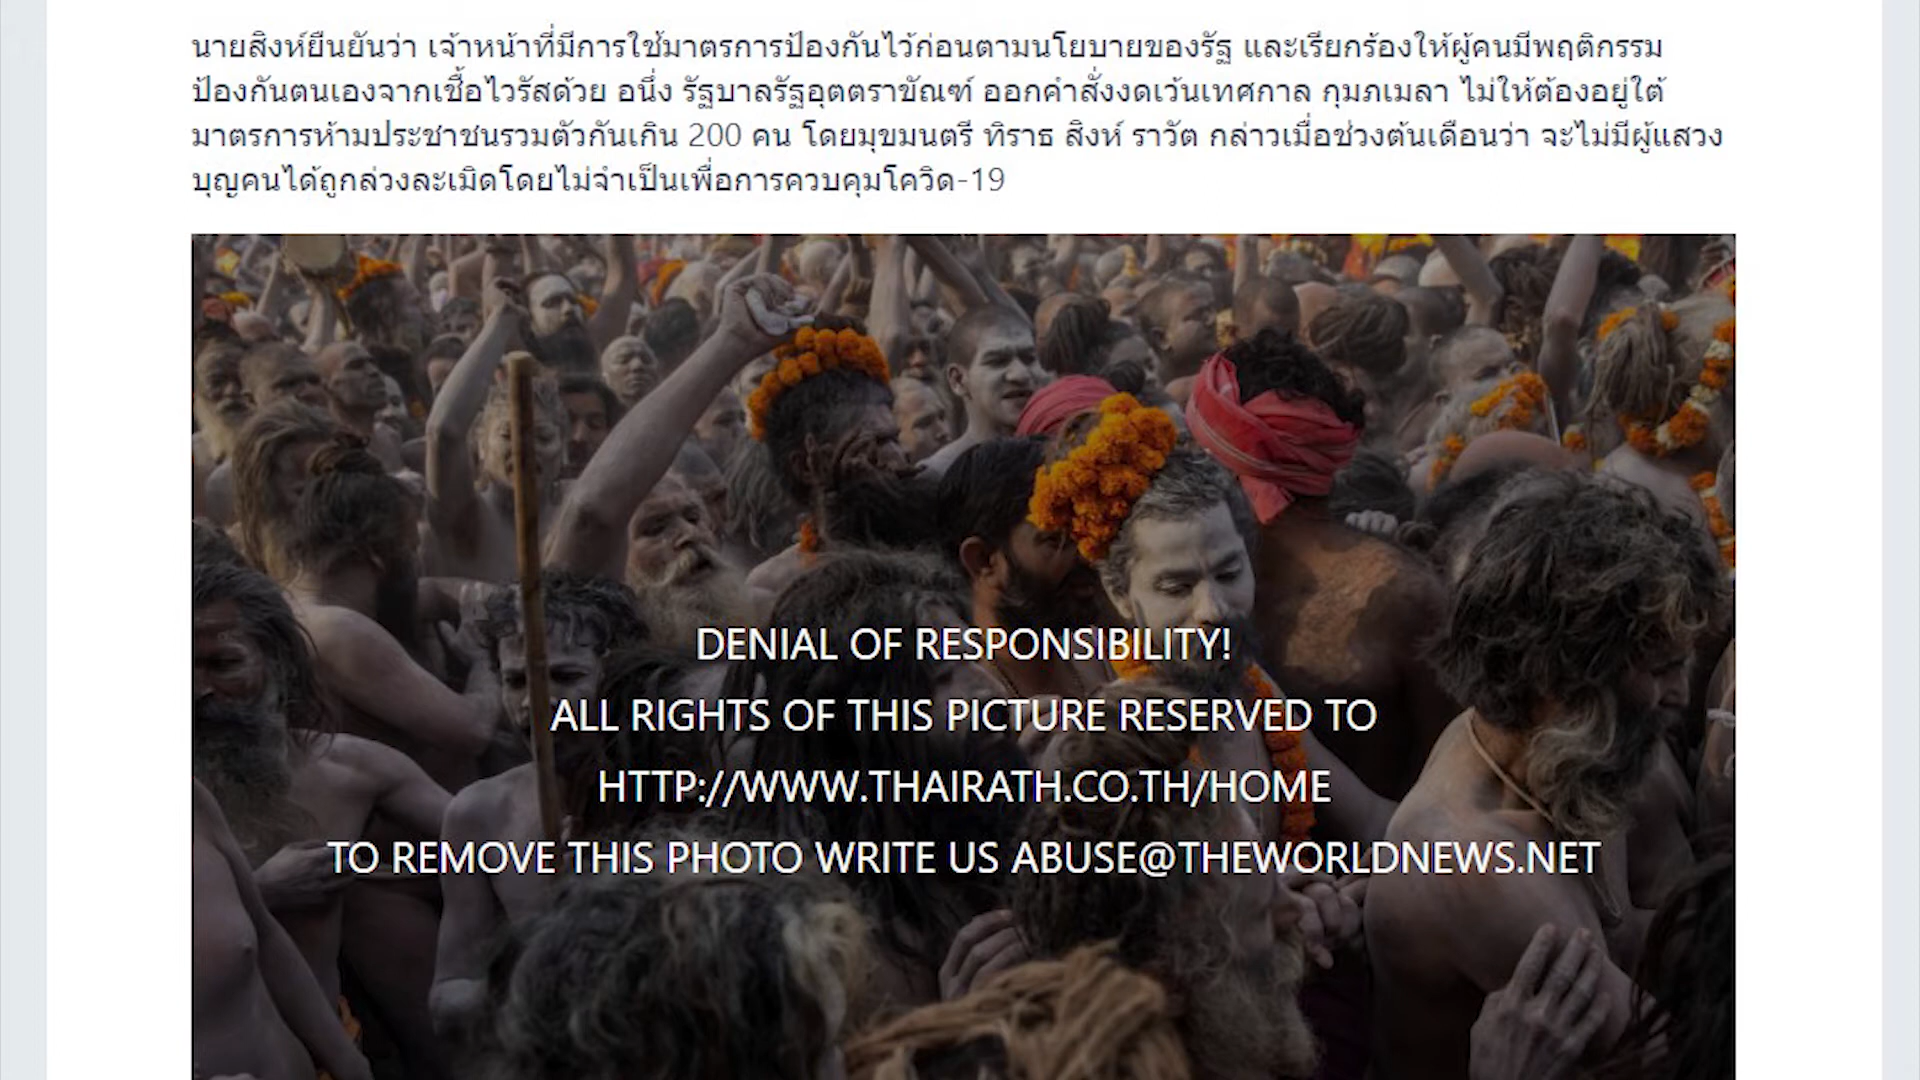 นายสิงห์ยืนยันว่า เจ้าหน้าที่มีการใช้มาตรการป้องกันไว้ก่อนตามนโยบายของรัฐ และเรียกร้องให้ผู้คนมีพฤติกรรม
ป้องกันตนเองจากเชื้อไวรัสด้วย อนึ่ง รัฐบาลรัฐอุตตราขัณฑ์ ออกคำสั่งงดเว้นเทศกาล กุมภเมลา ไม่ให้ต้องอยู่ใต้
มาตรการห้ามประชาชนรวมตัวกันเกิน 200 คน โดยมุขมนตรี ทิราธ สิงห์ ราวัต กล่าวเมื่อช่วงต้นเดือนว่า จะไม่มีผู้แสวง
บุญคนได้ถูกล่วงละเมิดโดยไม่จำเป็นเพื่อการควบคุมโควิด-19
DENIAL OF RESPONSIBILITY!
ALL RIGHTS OF THIS PICTURE RESERVED TO
HTTP://WWW.THAIRATH.CO.TH/HOME
TO REMOVE THIS PHOTO WRITE US ABUSE@THEWORLDNEWS.NET